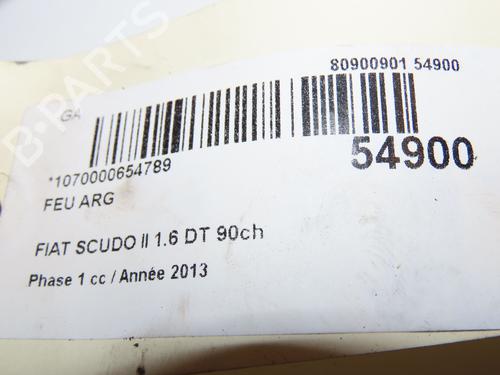 80900901 54900
GA
*1070000654789
54900
FEU ARG
FIAT SCUDO II 1.6 DT 90ch
Phase 1 cc / Année 2013
B-PARTS